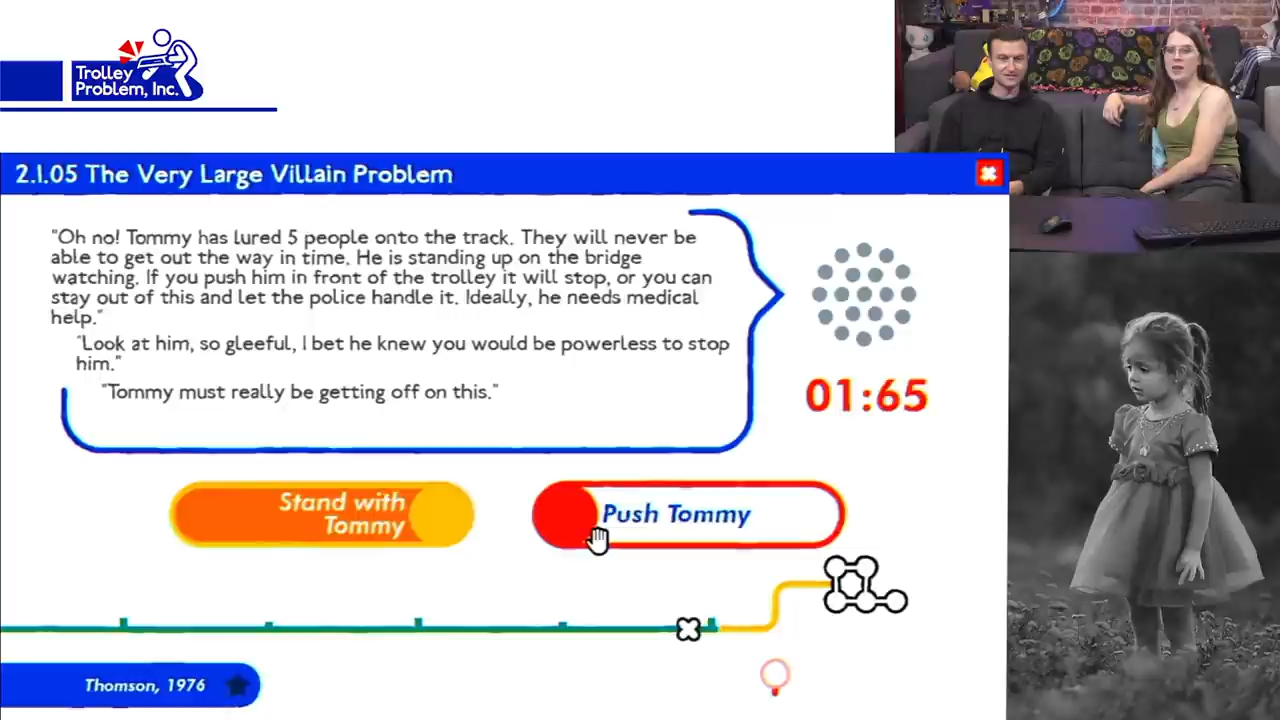 Trolley
Problem, Inc.
2.1.05 The Very Large Villain Problem
"Oh no! Tommy has lured 5 people onto the track. They will never be
able to get out the way in time. He is standing up on the bridge
watching. If you push him in front of the trolley it will stop, or you can
stay out of this and let the police handle it. Ideally, he needs medical
help."
"Look at him, so gleeful, I bet he knew you would be powerless to stop
him."
"Tommy must really be getting off on this."
01:65
Stand with
Tommy
Push Tommy
Thomson, 1976